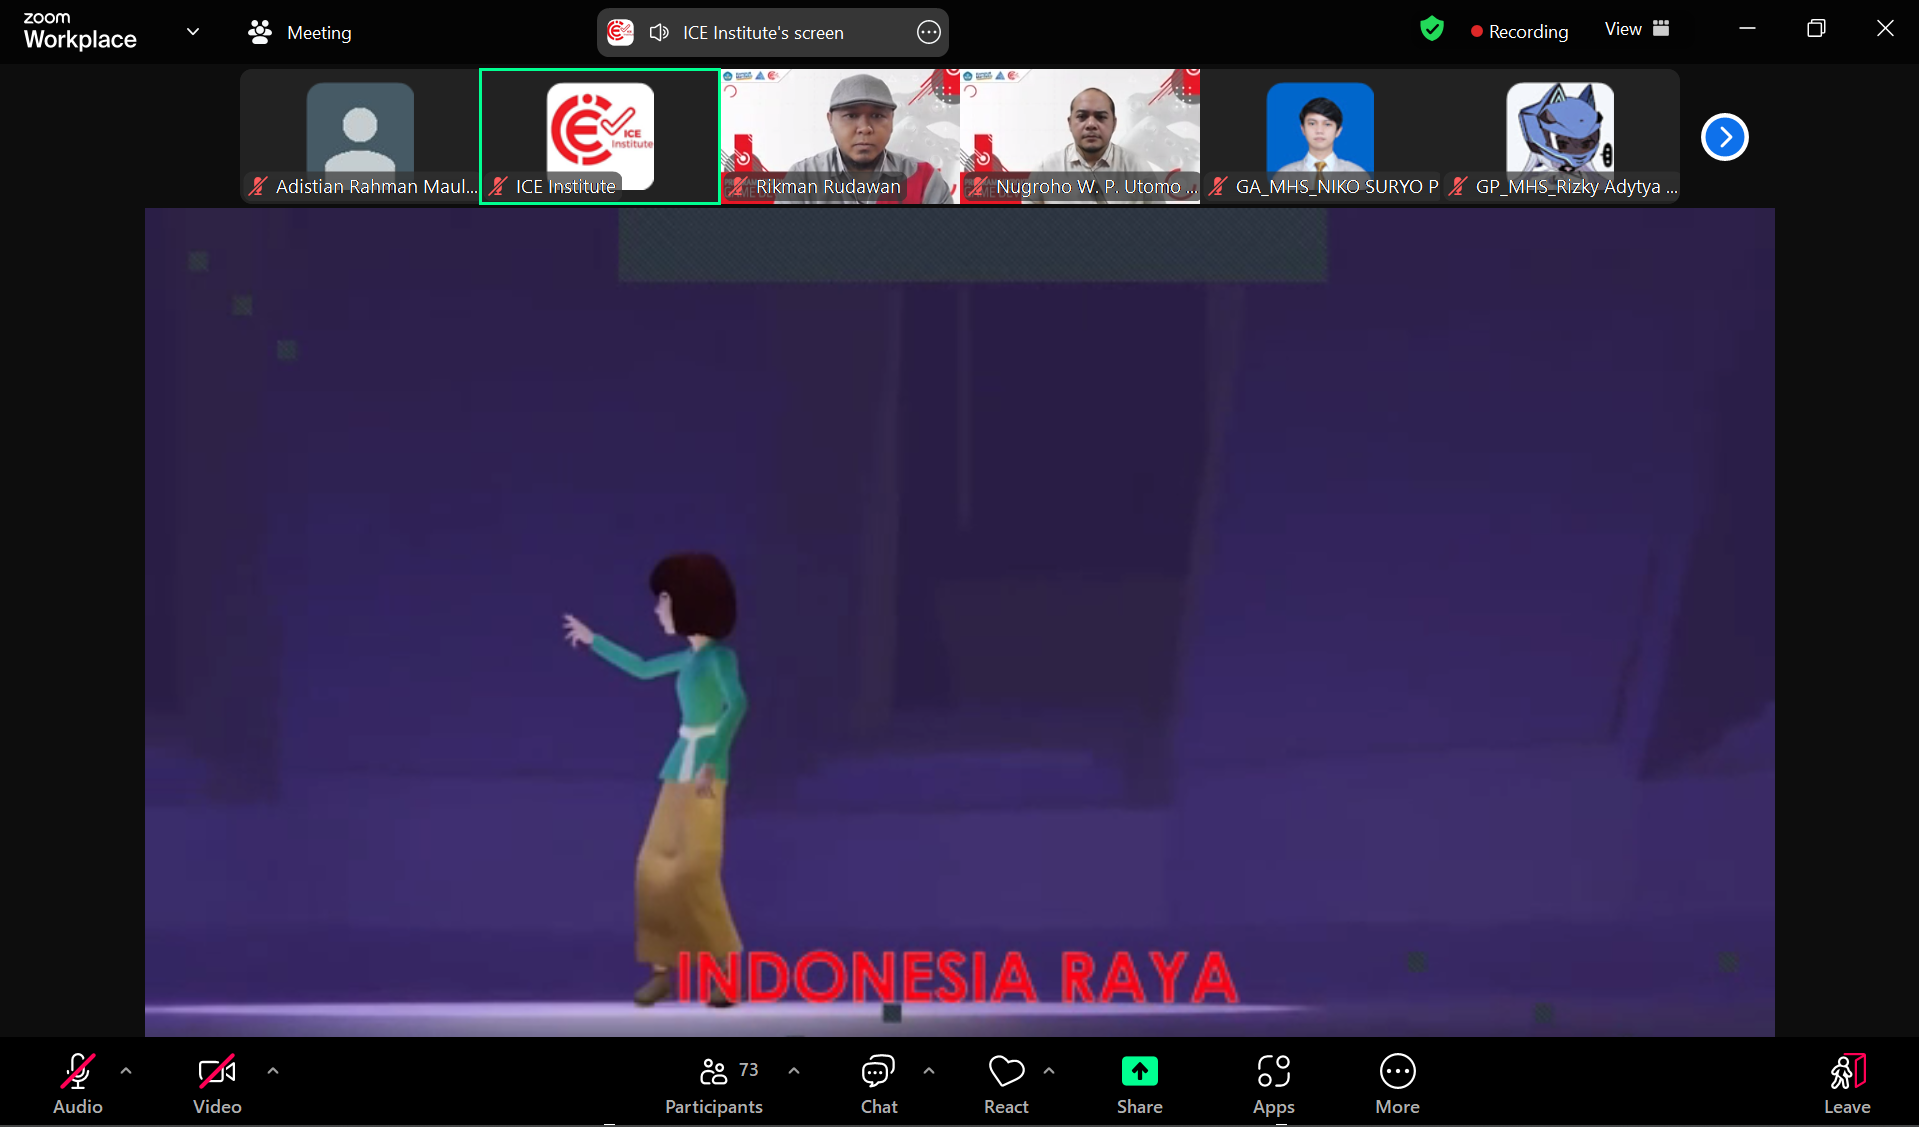 zoom
Workplace
Meeting
ICE Institute's screen
Recording
View
ICE
Institute
Adistian Rahman Maul...
ICE Institute
Rikman Rudawan
Nugroho W. P. Utomo ...
GA_MHS_NIKO SURYO P
GP_MHS_Rizky Adytya ...
INDONESIA RAYA
73
Audio
Video
Participants
Chat
React
Share
Apps
More
Leave